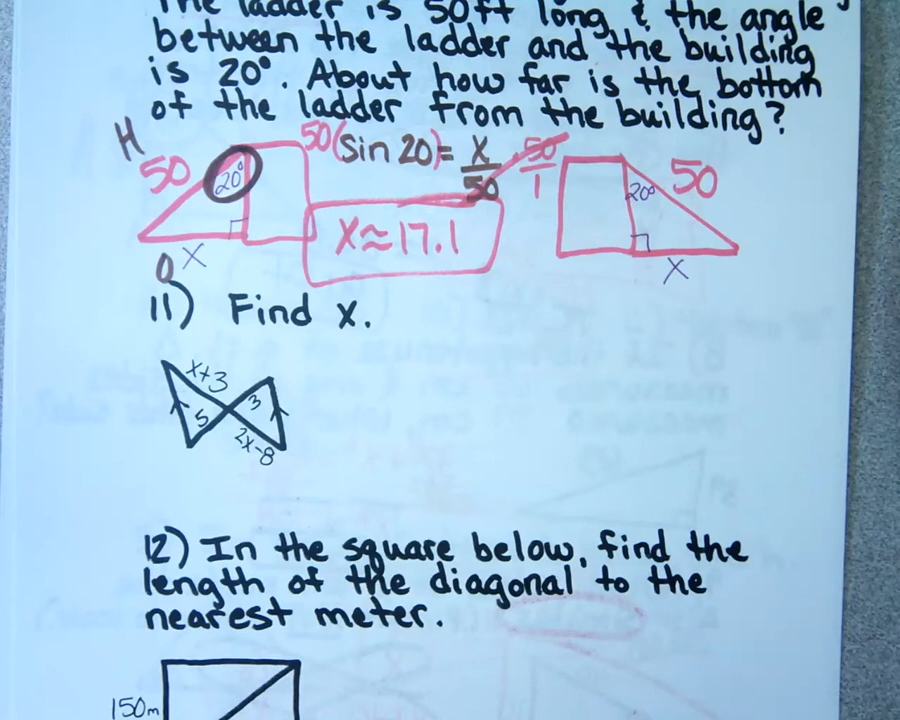 The ladder is 50ft long & the angle
between the ladder and the building
is 20°. About how far is the bottom
of the ladder from the building?
H 50 20° 50(sin 20) = x/50 · 50/1 20° 50
x ≈ 17.1
O x x
11) Find x.
x+3
5 3
2x-8
12) In the square below, find the
length of the diagonal to the
nearest meter.
150m